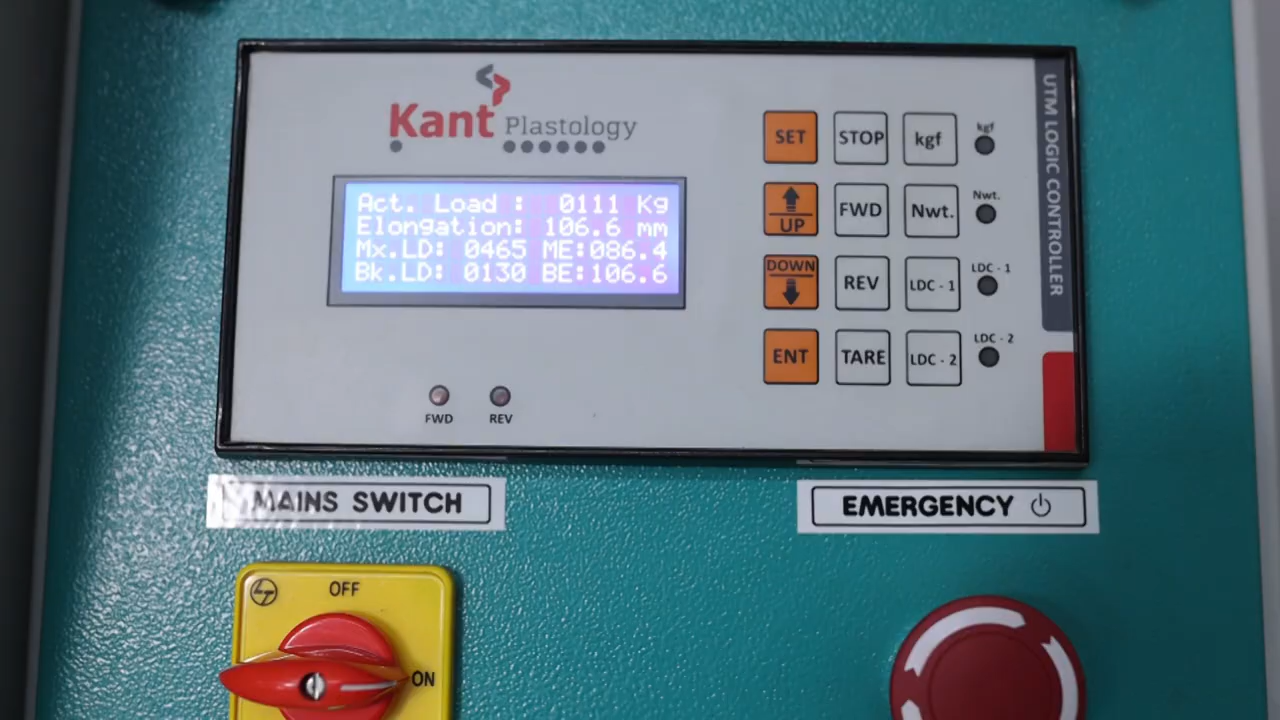 Kant Plastology
Act. Load : 0111 Kg
Elongation: 106.6 mm
Mx.LD: 0465 ME:086.4
Bk.LD: 0130 BE:106.6
FWD REV
SET STOP kgf kgf
UP FWD Nwt. Nwt.
DOWN REV LDC - 1 LDC - 1
ENT TARE LDC - 2 LDC - 2
UTM LOGIC CONTROLLER
MAINS SWITCH
EMERGENCY
OFF
ON